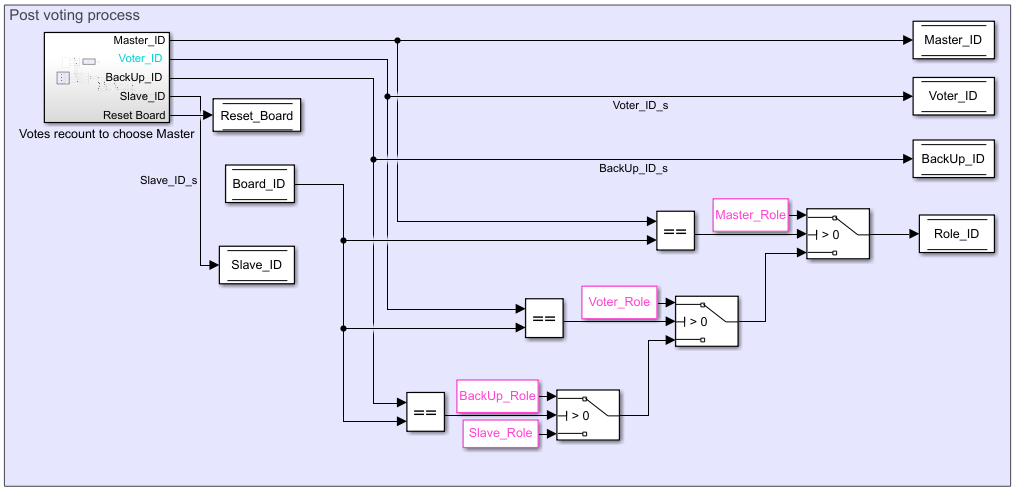 Post voting process
Master_ID
Voter_ID
BackUp_ID
Slave_ID
Reset Board
Votes recount to choose Master
Master_ID
Voter_ID_s
Voter_ID
Reset_Board
BackUp_ID_s
BackUp_ID
Slave_ID_s
Board_ID
Master_Role
==
> 0
Role_ID
Slave_ID
Voter_Role
==
> 0
BackUp_Role
==
> 0
Slave_Role